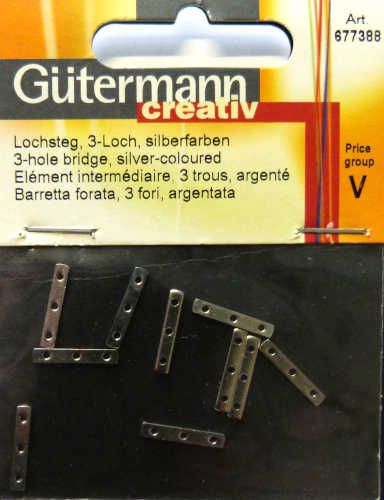 Art.
677388
Gütermann
creativ
Lochsteg, 3-Loch, silberfarben
3-hole bridge, silver-coloured
Elément intermédiaire, 3 trous, argenté
Barretta forata, 3 fori, argentata
Price
group
V